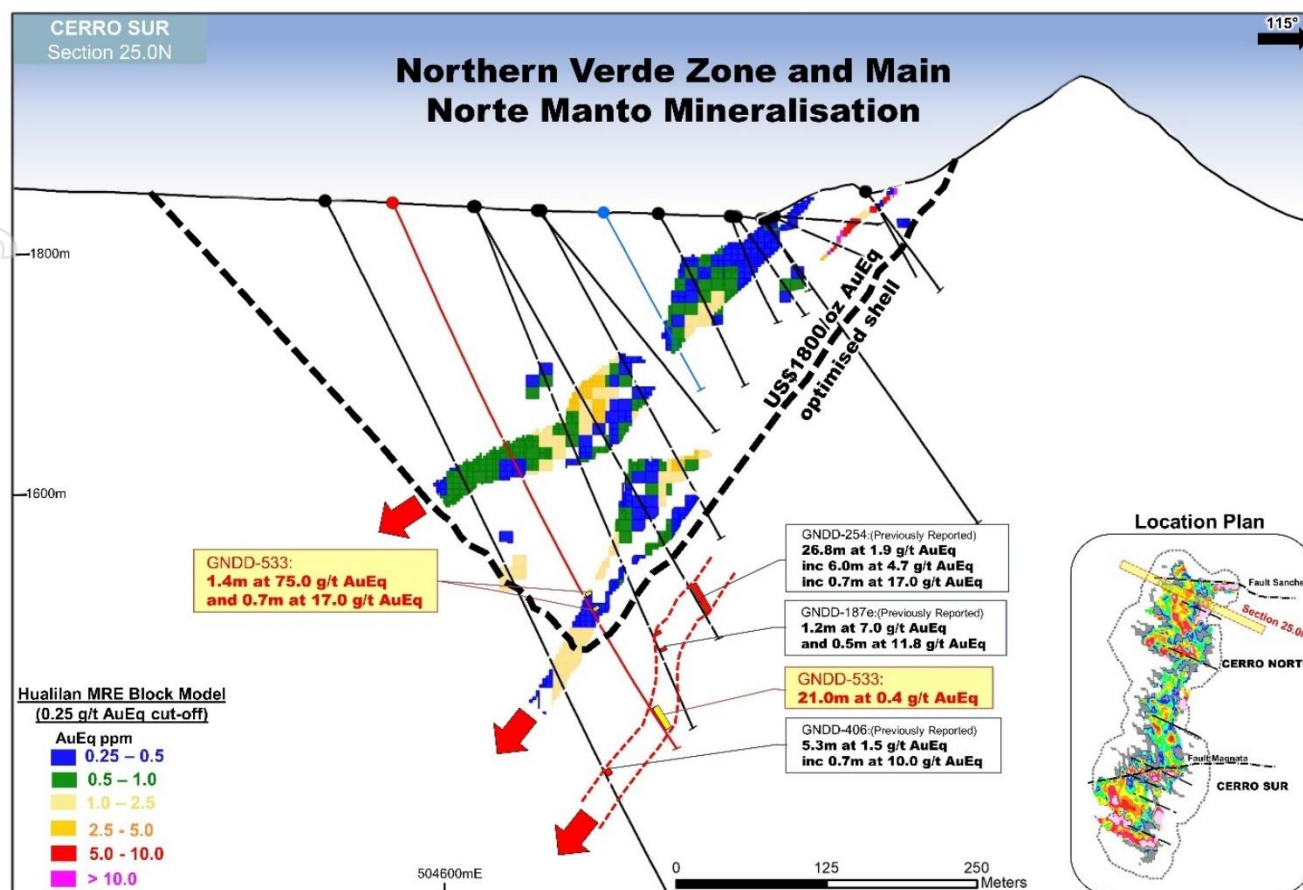 CERRO SUR
Section 25.0N
115°
Northern Verde Zone and Main
Norte Manto Mineralisation
1800m
US$1800/oz AuEq
optimised shell
1600m
GNDD-533:
1.4m at 75.0 g/t AuEq
and 0.7m at 17.0 g/t AuEq
GNDD-254:(Previously Reported)
26.8m at 1.9 g/t AuEq
inc 6.0m at 4.7 g/t AuEq
inc 0.7m at 17.0 g/t AuEq
GNDD-187e:(Previously Reported)
1.2m at 7.0 g/t AuEq
and 0.5m at 11.8 g/t AuEq
GNDD-533:
21.0m at 0.4 g/t AuEq
GNDD-406:(Previously Reported)
5.3m at 1.5 g/t AuEq
inc 0.7m at 10.0 g/t AuEq
Location Plan
Fault Sanche
Section 25.0
CERRO NORT
Fault Magnata
CERRO SUR
Hualilan MRE Block Model
(0.25 g/t AuEq cut-off)
AuEq ppm
0.25 – 0.5
0.5 – 1.0
1.0 – 2.5
2.5 - 5.0
5.0 - 10.0
> 10.0
504600mE
0 125 250
Meters